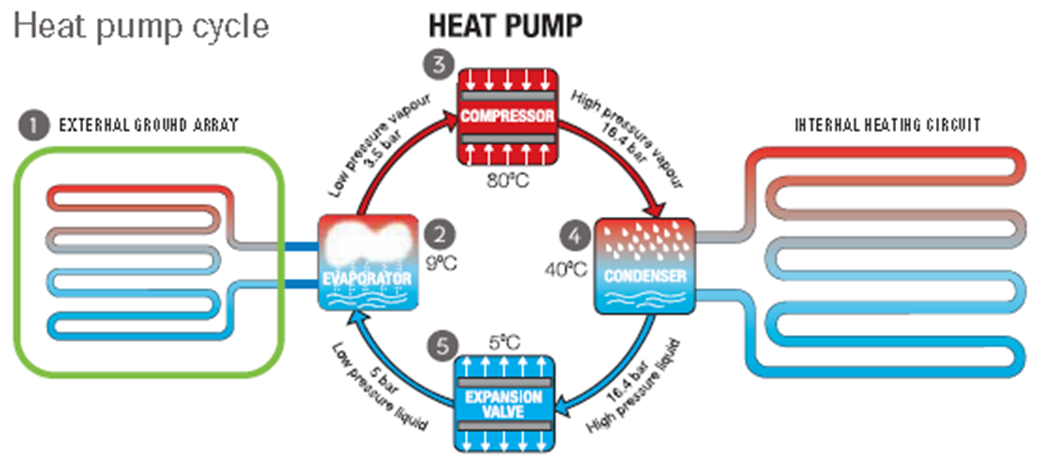 Heat pump cycle
HEAT PUMP
3
COMPRESSOR
80°C
Low pressure vapour
3.5 bar
High pressure vapour
16.4 bar
1 EXTERNAL GROUND ARRAY
INTERNAL HEATING CIRCUIT
2
9°C
EVAPORATOR
4
40°C
CONDENSER
5
5°C
EXPANSION
VALVE
5 bar
Low pressure liquid
16.4 bar
High pressure liquid